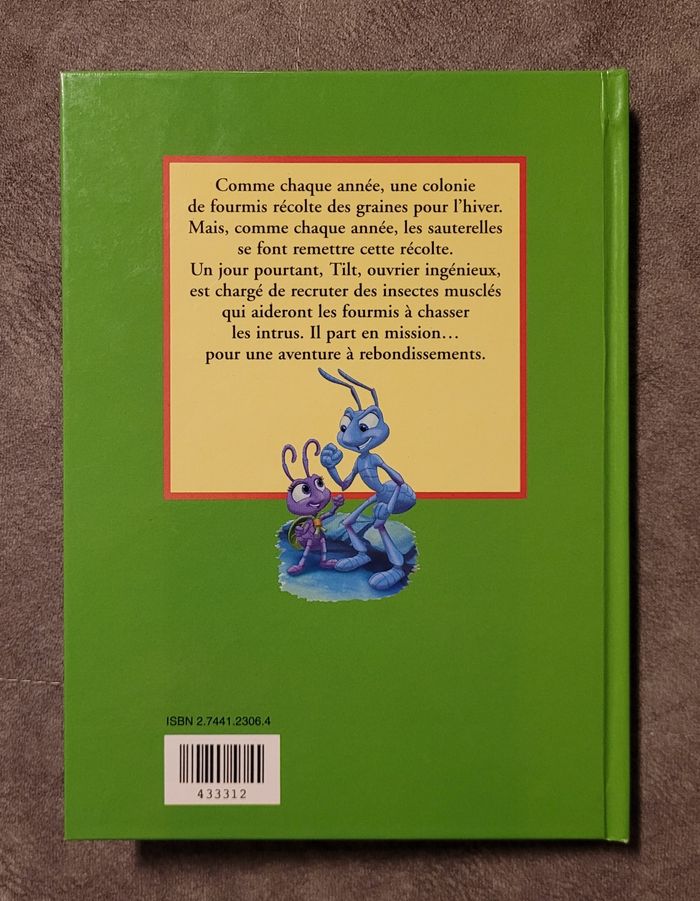 Comme chaque année, une colonie
de fourmis récolte des graines pour l'hiver.
Mais, comme chaque année, les sauterelles
se font remettre cette récolte.
Un jour pourtant, Tilt, ouvrier ingénieux,
est chargé de recruter des insectes musclés
qui aideront les fourmis à chasser
les intrus. Il part en mission…
pour une aventure à rebondissements.
ISBN 2.7441.2306.4
433312